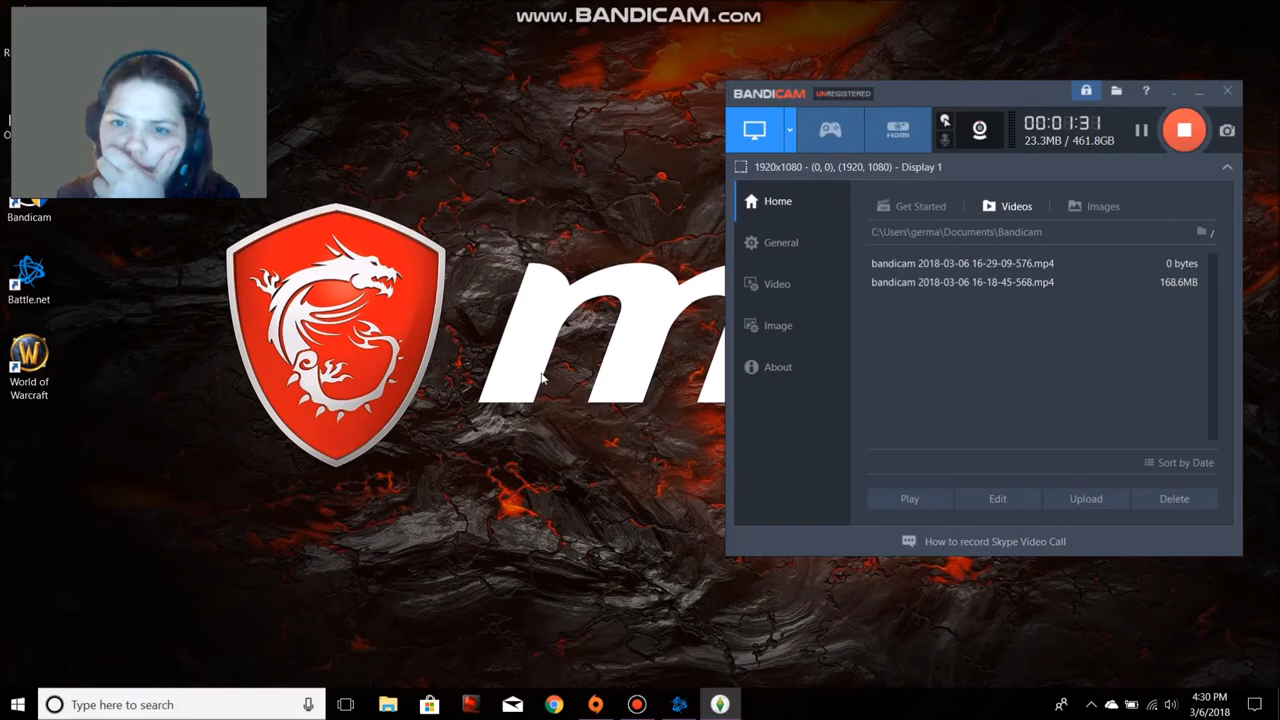 www.BANDICAM.com
BANDICAM UNREGISTERED
HDMI
00:01:31
23.3MB / 461.8GB
1920x1080 - (0, 0), (1920, 1080) - Display 1
Home
General
Video
Image
About
Get Started
Videos
Images
C:\Users\germa\Documents\Bandicam
bandicam 2018-03-06 16-29-09-576.mp4 0 bytes
bandicam 2018-03-06 16-18-45-568.mp4 168.6MB
Sort by Date
Play Edit Upload Delete
How to record Skype Video Call
Bandicam
Battle.net
World of
Warcraft
Type here to search
4:30 PM
3/6/2018